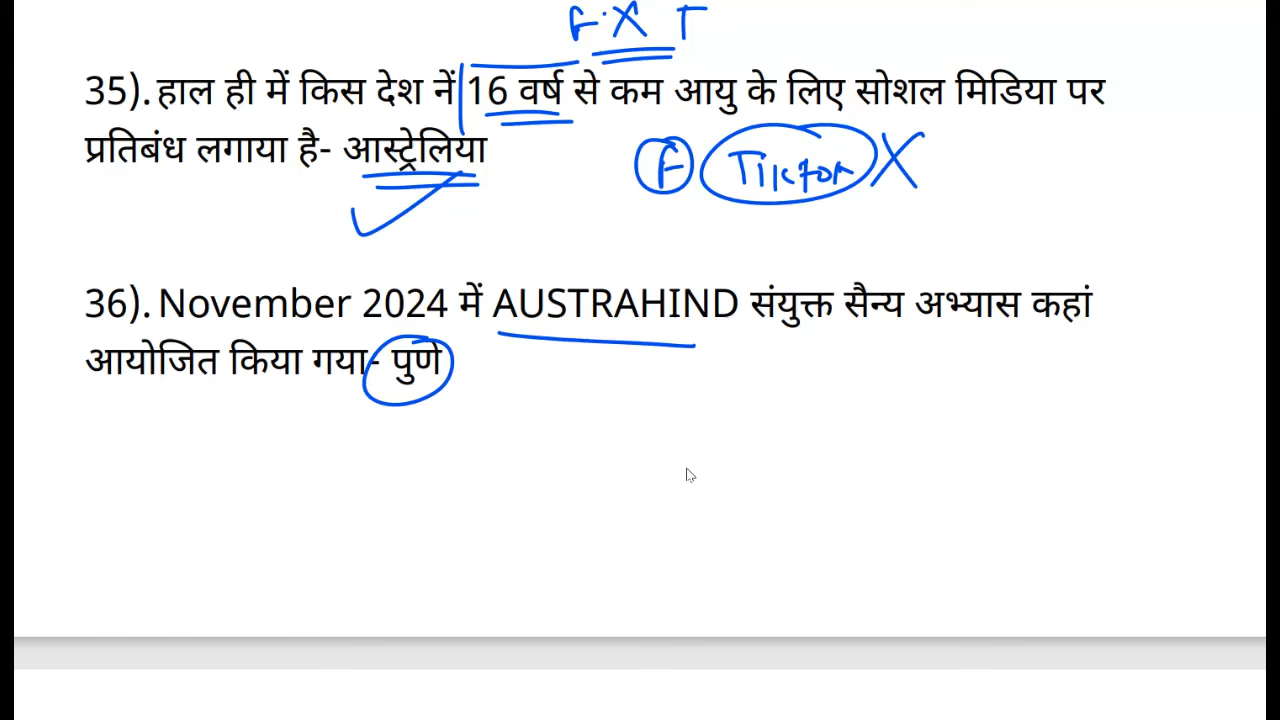 F. X T
35). हाल ही में किस देश नें 16 वर्ष से कम आयु के लिए सोशल मिडिया पर
प्रतिबंध लगाया है- आस्ट्रेलिया
F Tiktok X
36). November 2024 में AUSTRAHIND संयुक्त सैन्य अभ्यास कहां
आयोजित किया गया- पुणे